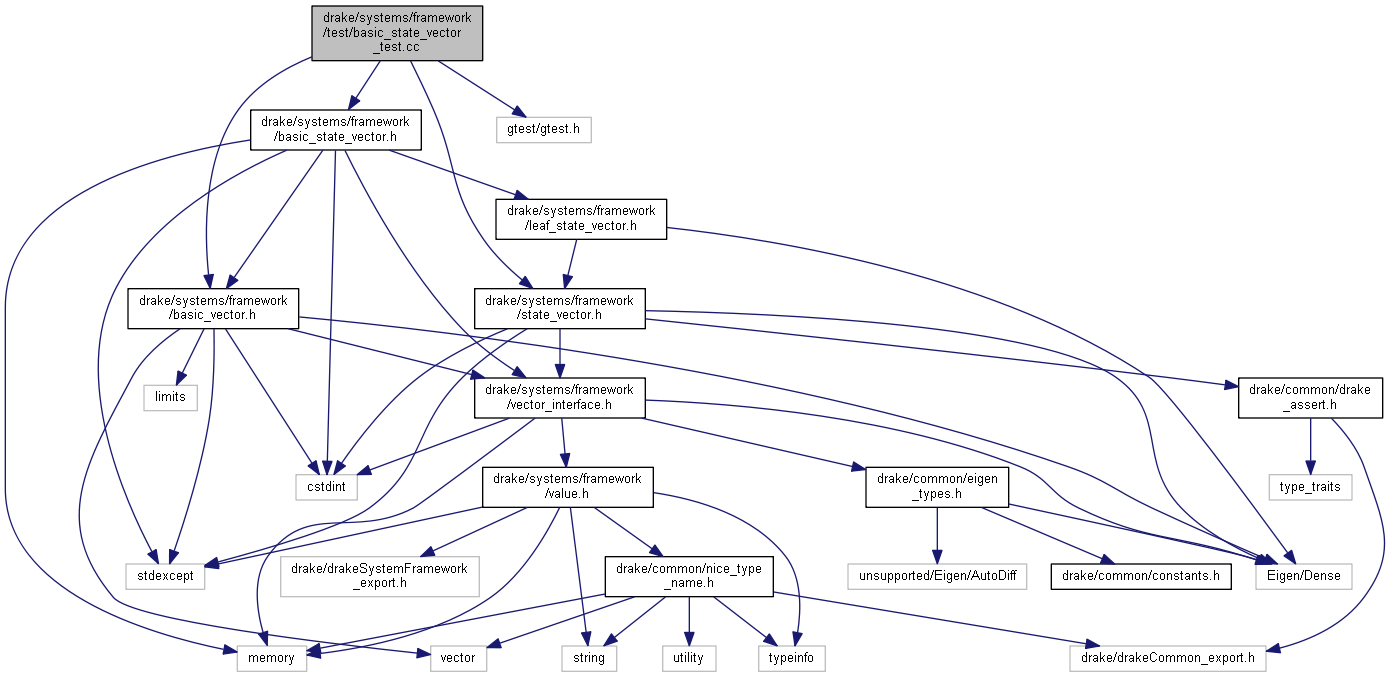 drake/systems/framework
/test/basic_state_vector
_test.cc
drake/systems/framework
/basic_state_vector.h
gtest/gtest.h
drake/systems/framework
/leaf_state_vector.h
drake/systems/framework
/basic_vector.h
drake/systems/framework
/state_vector.h
limits
drake/systems/framework
/vector_interface.h
drake/common/drake
_assert.h
cstdint
drake/systems/framework
/value.h
drake/common/eigen
_types.h
type_traits
stdexcept
drake/drakeSystemFramework
_export.h
drake/common/nice_type
_name.h
unsupported/Eigen/AutoDiff
drake/common/constants.h
Eigen/Dense
memory
vector
string
utility
typeinfo
drake/drakeCommon_export.h